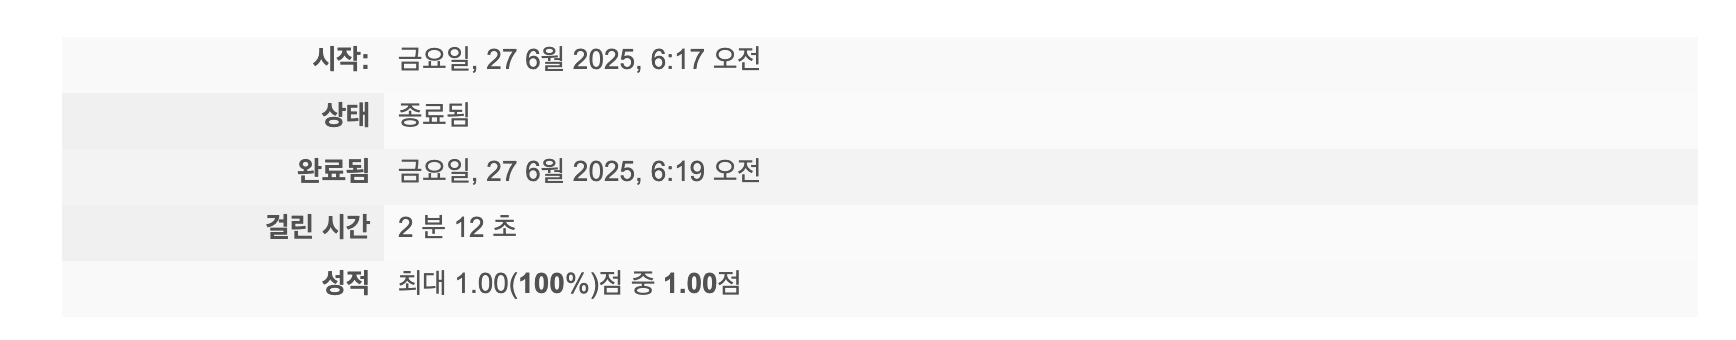 시작: 금요일, 27 6월 2025, 6:17 오전
상태 종료됨
완료됨 금요일, 27 6월 2025, 6:19 오전
걸린 시간 2 분 12 초
성적 최대 1.00(100%)점 중 1.00점